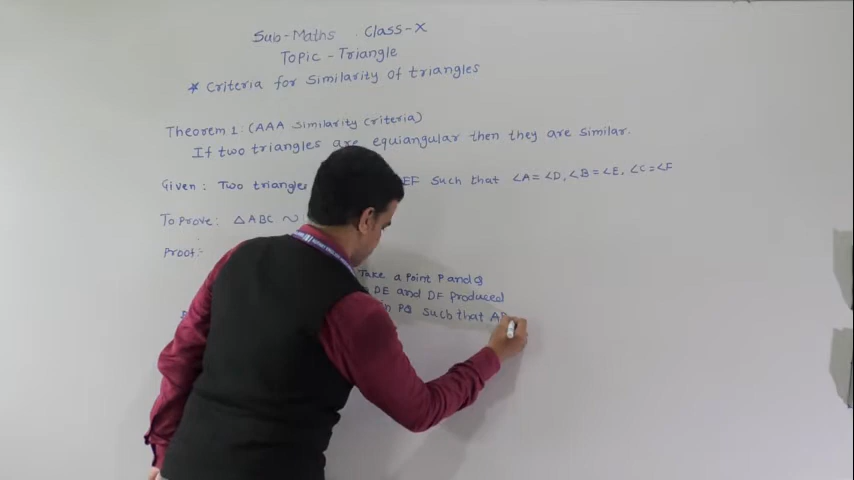 Sub-Maths Class-X
Topic - Triangle
* Criteria for Similarity of triangles
Theorem 1: (AAA Similarity Criteria)
If two triangles are equiangular then they are similar.
Given: Two triangles EF Such that ∠A=∠D, ∠B=∠E, ∠C=∠F
To Prove: △ABC ~
Proof:-
Take a Point P and Q
DE and DF Produced
PQ such that